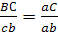 BC/cb = aC/ab